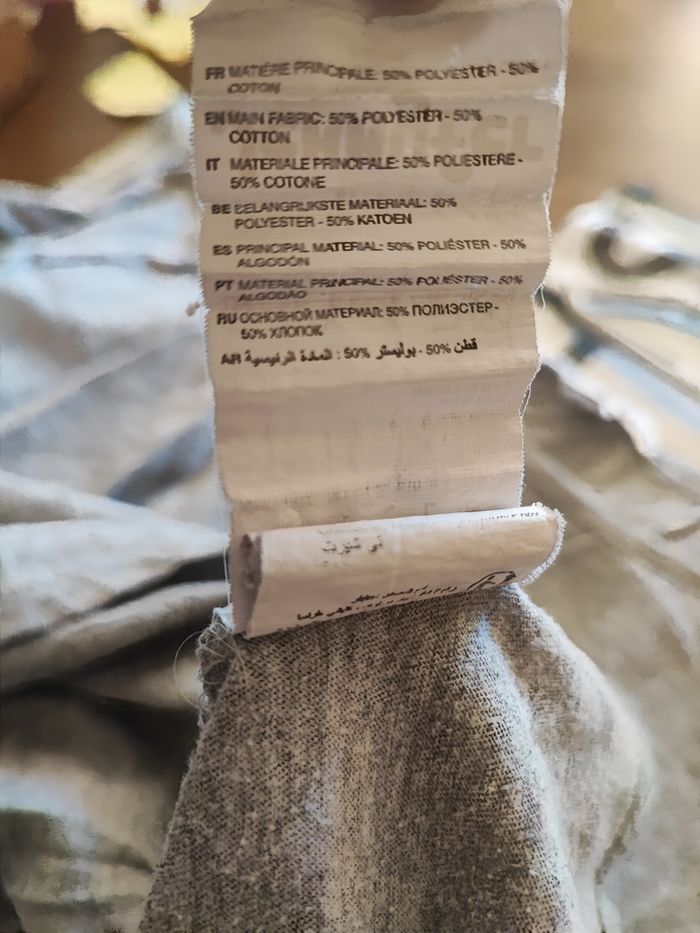 FR MATIÈRE PRINCIPALE: 50% POLYESTER - 50%
COTON
EN MAIN FABRIC: 50% POLYESTER - 50%
COTTON
IT MATERIALE PRINCIPALE: 50% POLIESTERE -
50% COTONE
BE BELANGRIJKSTE MATERIAAL: 50%
POLYESTER - 50% KATOEN
ES PRINCIPAL MATERIAL: 50% POLIÉSTER - 50%
ALGODÓN
PT MATERIAL PRINCIPAL: 50% POLIÉSTER - 50%
ALGODÃO
RU ОСНОВНОЙ МАТЕРИАЛ: 50% ПОЛИЭСТЕР -
50% ХЛОПОК
AR المادة الرئيسية : 50% بوليستر - 50% قطن
تي شيرت